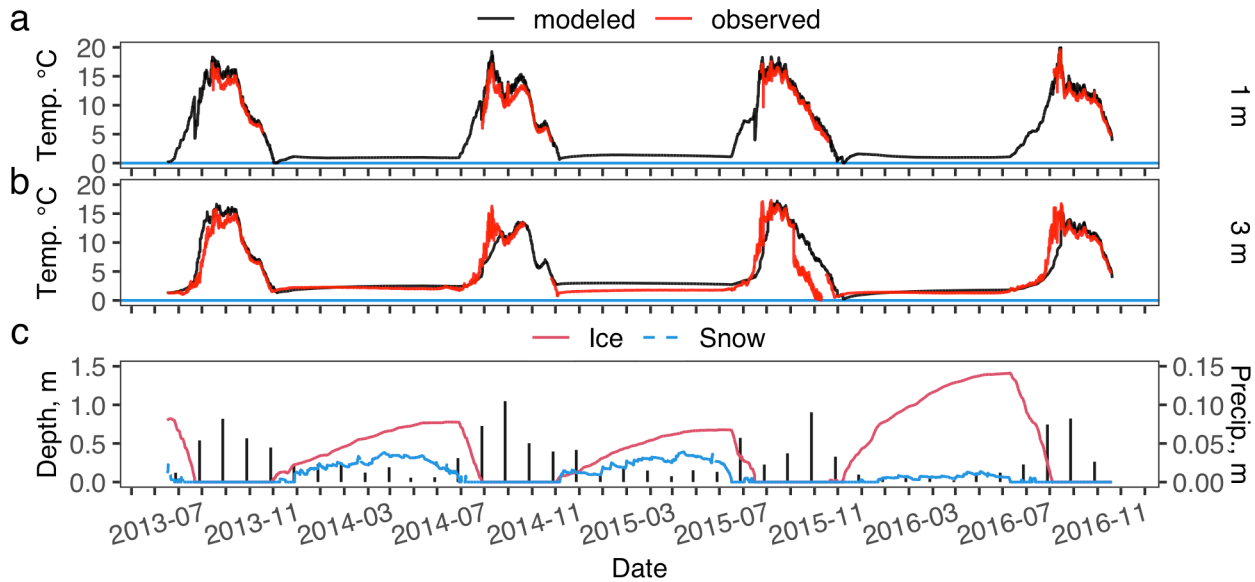 a
modeled observed
20
15
10
5
0
Temp. °C
1 m
b
20
15
10
5
0
Temp. °C
3 m
c
Ice Snow
1.5
1.0
0.5
0.0
Depth, m
0.15
0.10
0.05
0.00
Precip., m
2013-07 2013-11 2014-03 2014-07 2014-11 2015-03 2015-07 2015-11 2016-03 2016-07 2016-11
Date